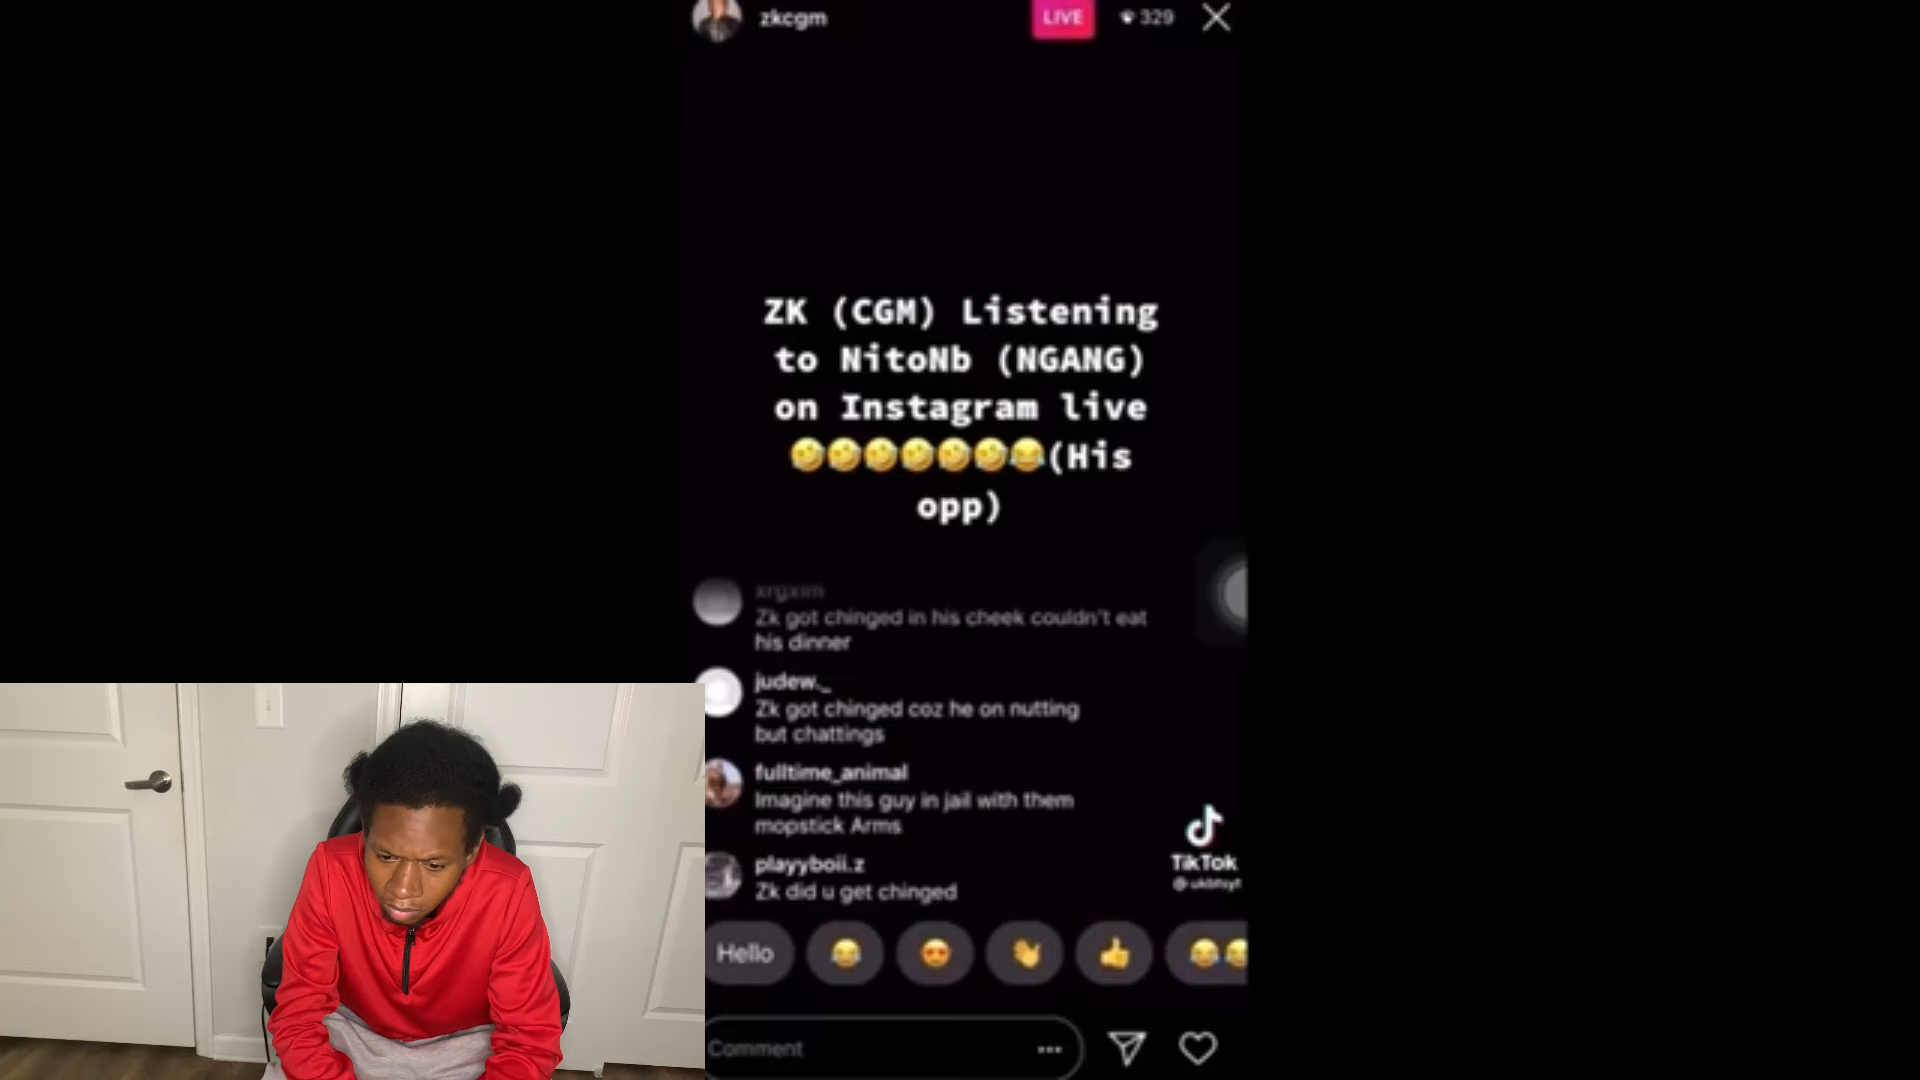 zkcgm
LIVE
329
ZK (CGM) Listening
to NitoNb (NGANG)
on Instagram live
🤣🤣🤣🤣🤣🤣😂(His
opp)
xrgxim
Zk got chinged in his cheek couldn't eat
his dinner
judew._
Zk got chinged coz he on nutting
but chattings
fulltime_animal
Imagine this guy in jail with them
mopstick Arms
playyboii.z
Zk did u get chinged
TikTok
Hello
Comment